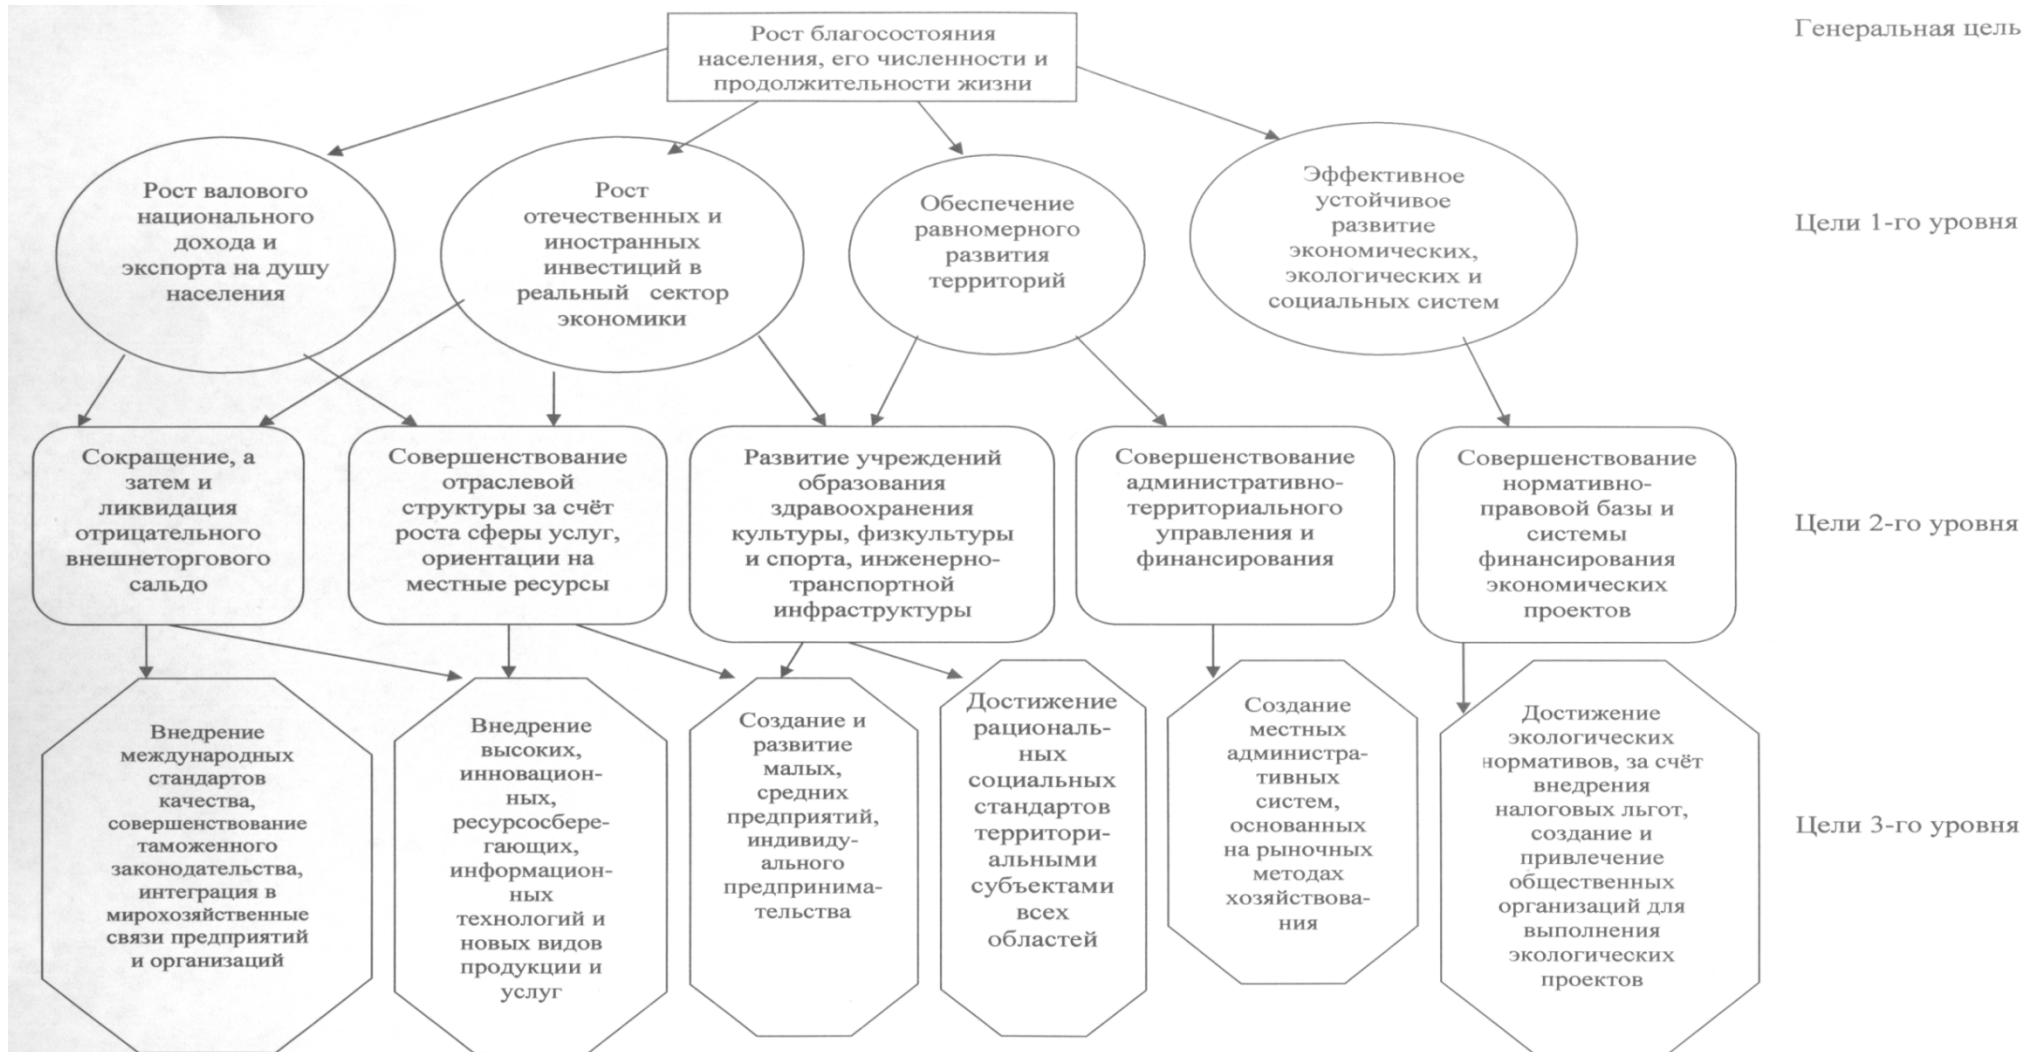 Рост благосостояния
населения, его численности и
продолжительности жизни
Генеральная цель
Рост валового
национального
дохода и
экспорта на душу
населения
Рост
отечественных и
иностранных
инвестиций в
реальный сектор
экономики
Обеспечение
равномерного
развития
территорий
Эффективное
устойчивое
развитие
экономических,
экологических и
социальных систем
Цели 1-го уровня
Сокращение, а
затем и
ликвидация
отрицательного
внешнеторгового
сальдо
Совершенствование
отраслевой
структуры за счёт
роста сферы услуг,
ориентации на
местные ресурсы
Развитие учреждений
образования
здравоохранения
культуры, физкультуры
и спорта, инженерно-
транспортной
инфраструктуры
Совершенствование
административно-
территориального
управления и
финансирования
Совершенствование
нормативно-
правовой базы и
системы
финансирования
экономических
проектов
Цели 2-го уровня
Внедрение
международных
стандартов
качества,
совершенствование
таможенного
законодательства,
интеграция в
мирохозяйственные
связи предприятий
и организаций
Внедрение
высоких,
инновацион-
ных,
ресурсосбере-
гающих,
информацион-
ных
технологий и
новых видов
продукции и
услуг
Создание и
развитие
малых,
средних
предприятий,
индивиду-
ального
предпринима-
тельства
Достижение
рациональ-
ных
социальных
стандартов
территори-
альными
субъектами
всех
областей
Создание
местных
администра-
тивных
систем,
основанных
на рыночных
методах
хозяйствова-
ния
Достижение
экологических
нормативов, за счёт
внедрения
налоговых льгот,
создание и
привлечение
общественных
организаций для
выполнения
экологических
проектов
Цели 3-го уровня